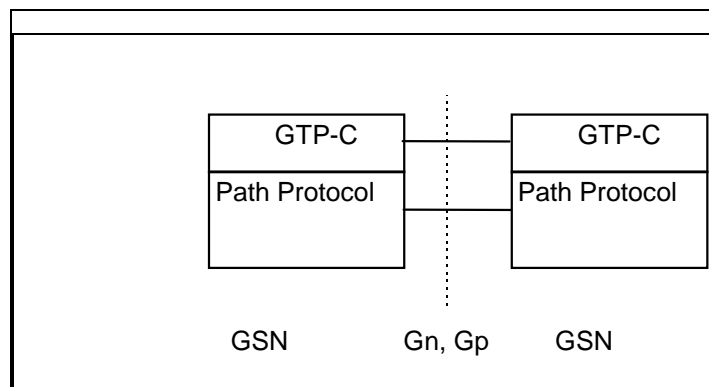 GTP-C GTP-C
Path Protocol Path Protocol
GSN Gn, Gp GSN